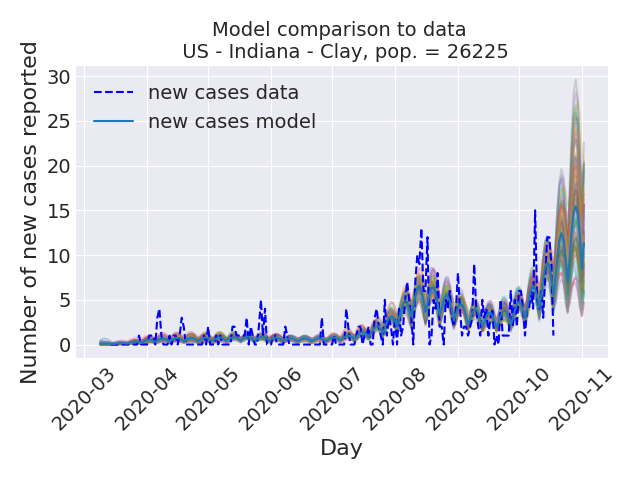 Model comparison to data
US - Indiana - Clay, pop. = 26225
Number of new cases reported
30
25
20
15
10
5
0
new cases data
new cases model
2020-03
2020-04
2020-05
2020-06
2020-07
2020-08
2020-09
2020-10
2020-11
Day